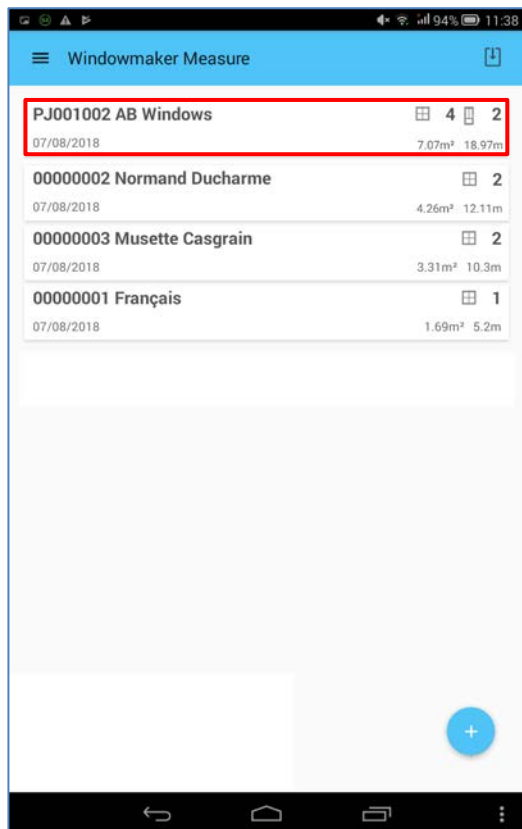 94% 11:38
Windowmaker Measure
PJ001002 AB Windows 4 2
07/08/2018 7.07m² 18.97m
00000002 Normand Ducharme 2
07/08/2018 4.26m² 12.11m
00000003 Musette Casgrain 2
07/08/2018 3.31m² 10.3m
00000001 Français 1
07/08/2018 1.69m² 5.2m
+